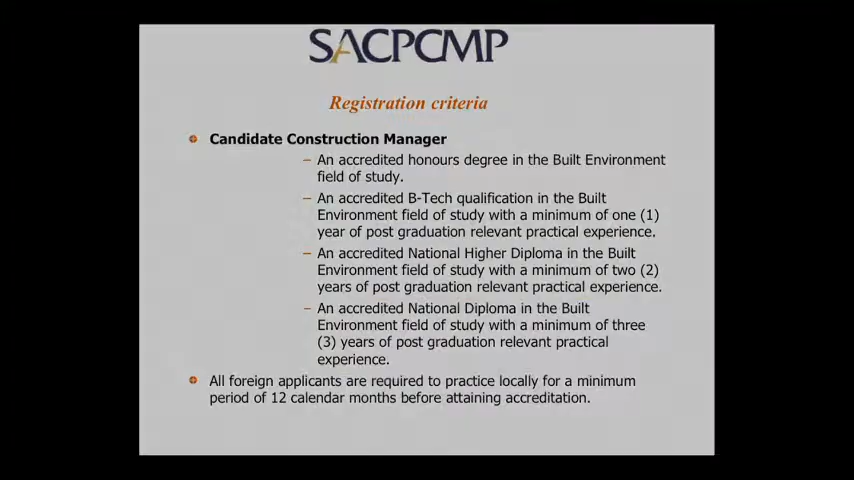 SACPCMP
Registration criteria
Candidate Construction Manager
– An accredited honours degree in the Built Environment
field of study.
– An accredited B-Tech qualification in the Built
Environment field of study with a minimum of one (1)
year of post graduation relevant practical experience.
– An accredited National Higher Diploma in the Built
Environment field of study with a minimum of two (2)
years of post graduation relevant practical experience.
– An accredited National Diploma in the Built
Environment field of study with a minimum of three
(3) years of post graduation relevant practical
experience.
All foreign applicants are required to practice locally for a minimum
period of 12 calendar months before attaining accreditation.